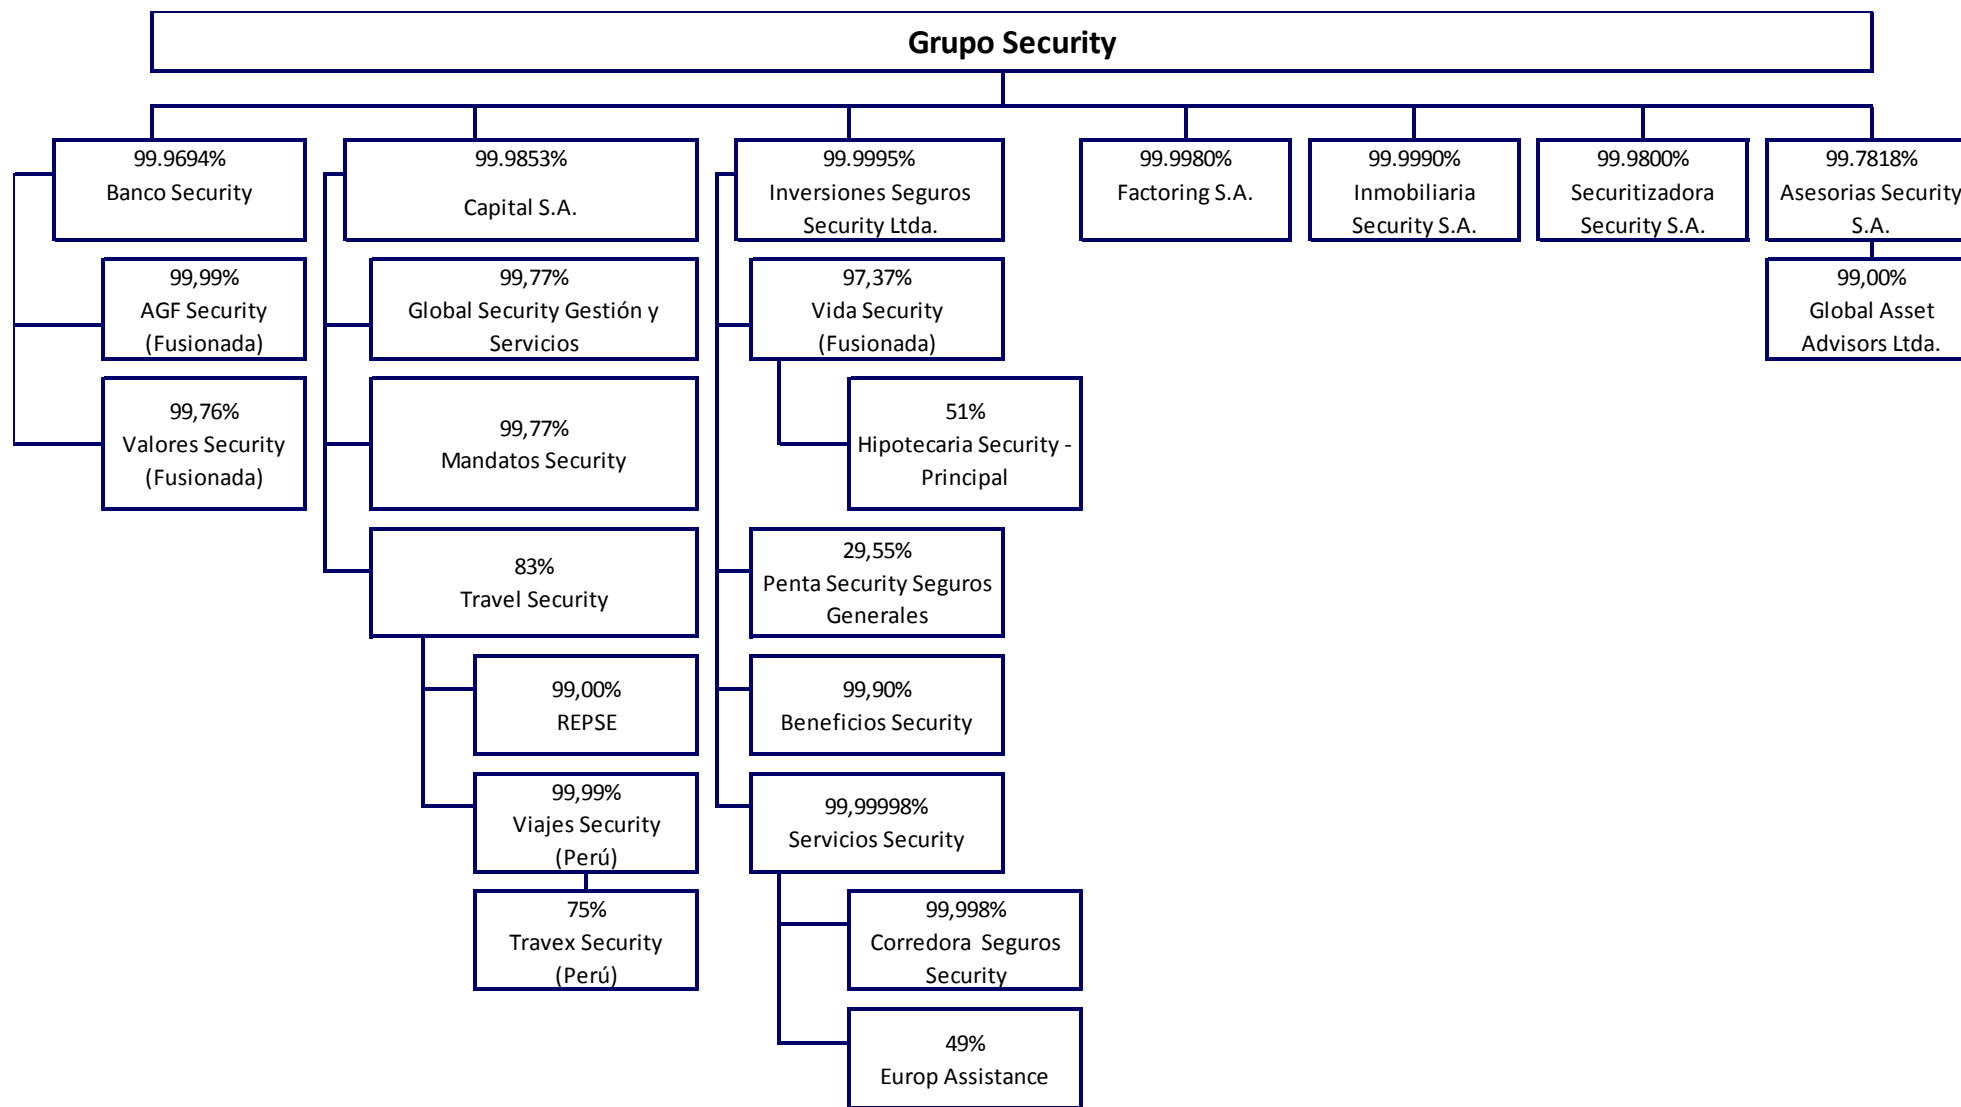 Grupo Security
99.9694%
Banco Security
99.9853%
Capital S.A.
99.9995%
Inversiones Seguros
Security Ltda.
99.9980%
Factoring S.A.
99.9990%
Inmobiliaria
Security S.A.
99.9800%
Securitizadora
Security S.A.
99.7818%
Asesorias Security
S.A.
99,99%
AGF Security
(Fusionada)
99,77%
Global Security Gestión y
Servicios
97,37%
Vida Security
(Fusionada)
99,00%
Global Asset
Advisors Ltda.
99,76%
Valores Security
(Fusionada)
99,77%
Mandatos Security
51%
Hipotecaria Security -
Principal
83%
Travel Security
29,55%
Penta Security Seguros
Generales
99,00%
REPSE
99,90%
Beneficios Security
99,99%
Viajes Security
(Perú)
99,99998%
Servicios Security
75%
Travex Security
(Perú)
99,998%
Corredora  Seguros
Security
49%
Europ Assistance